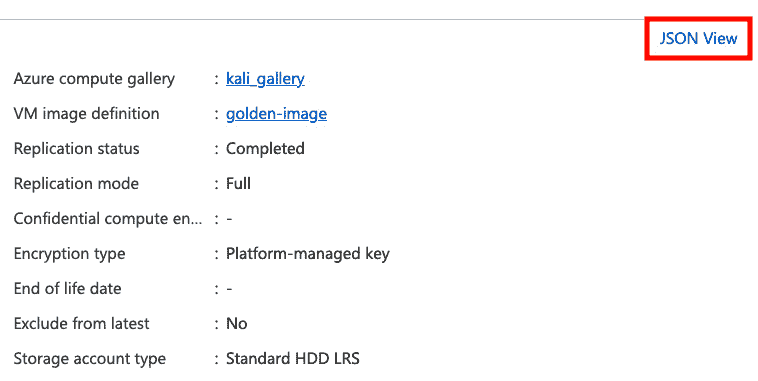 JSON View
Azure compute gallery : kali_gallery
VM image definition : golden-image
Replication status : Completed
Replication mode : Full
Confidential compute en... : -
Encryption type : Platform-managed key
End of life date : -
Exclude from latest : No
Storage account type : Standard HDD LRS